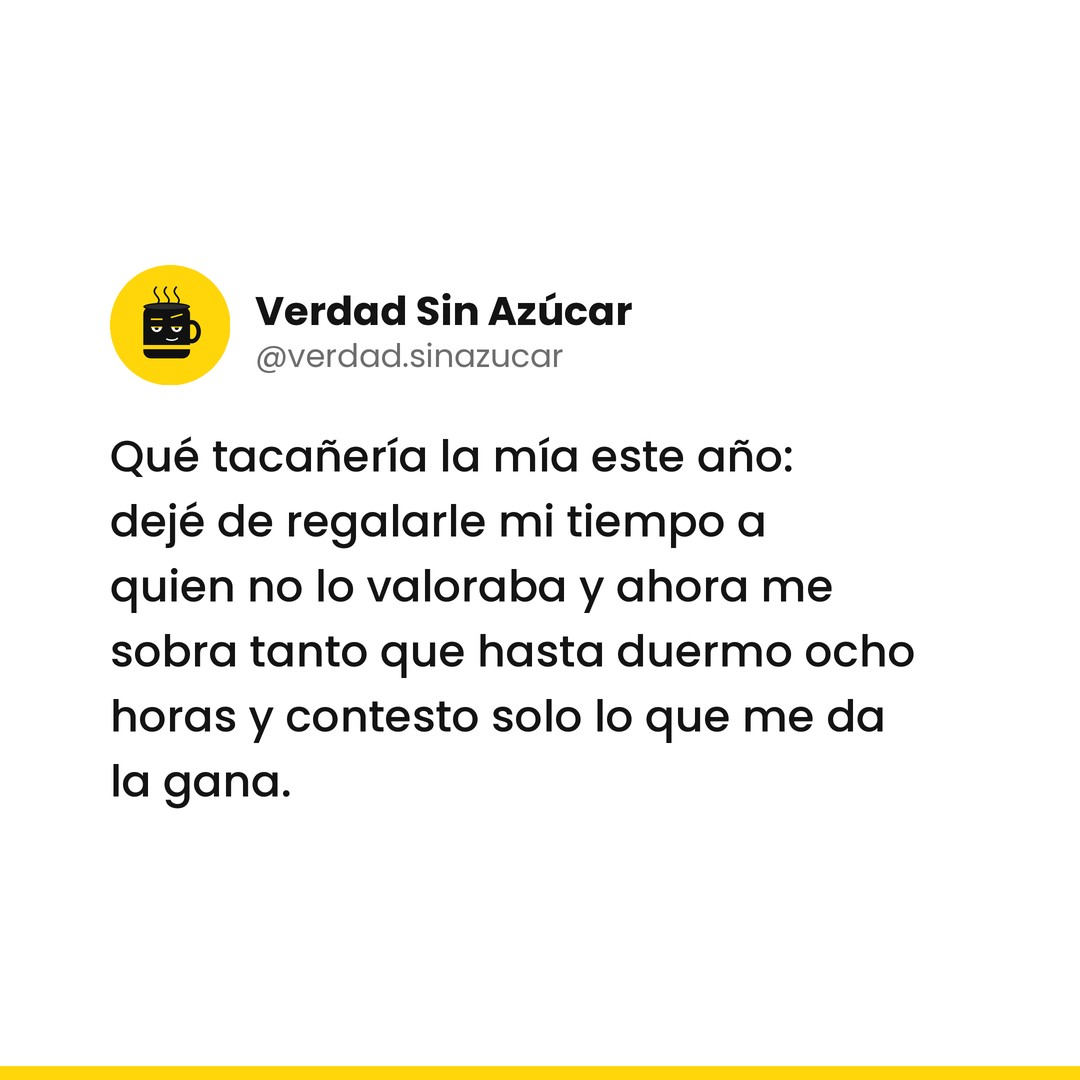 Verdad Sin Azúcar
@verdad.sinazucar
Qué tacañería la mía este año:
dejé de regalarle mi tiempo a
quien no lo valoraba y ahora me
sobra tanto que hasta duermo ocho
horas y contesto solo lo que me da
la gana.